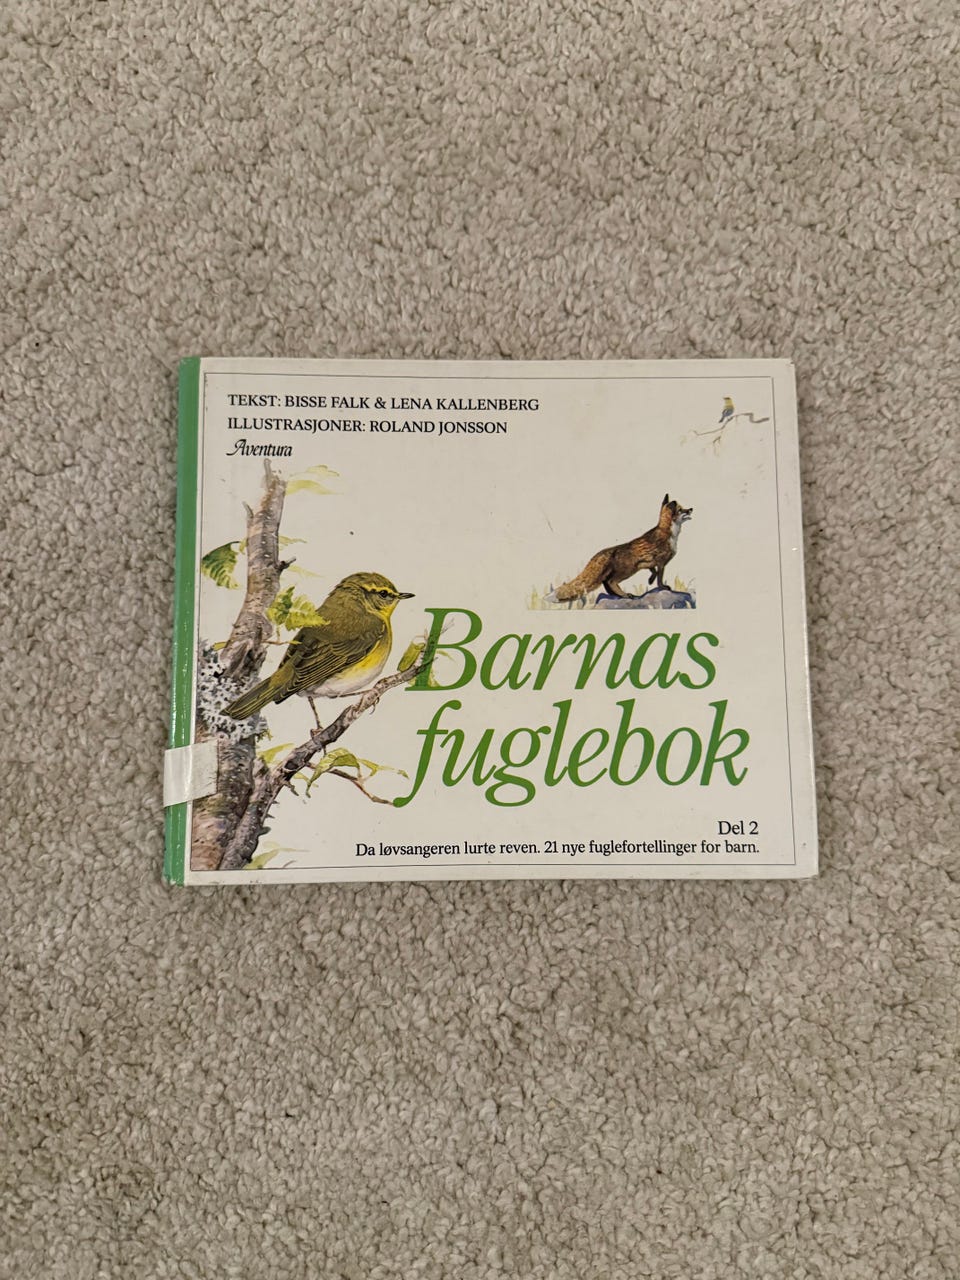 TEKST: BISSE FALK & LENA KALLENBERG
ILLUSTRASJONER: ROLAND JONSSON
Aventura
Barnas
fuglebok
Del 2
Da løvsangeren lurte reven. 21 nye fuglefortellinger for barn.